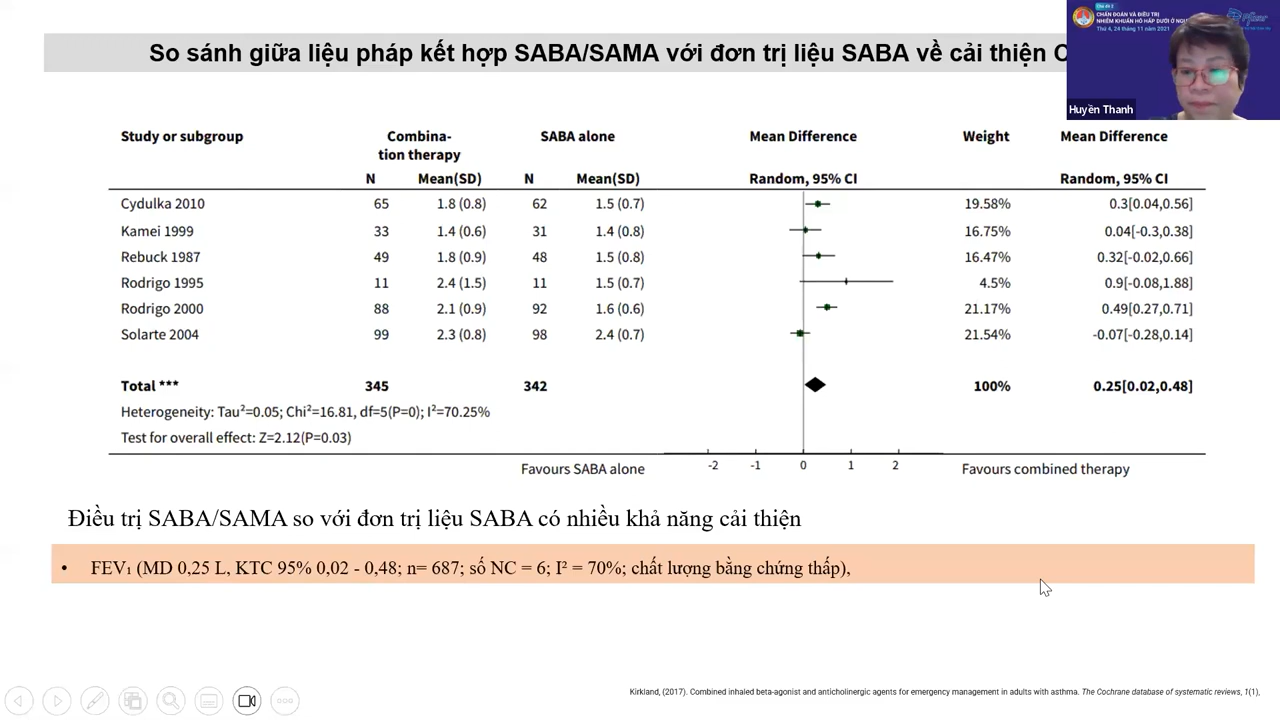 Chủ đề 2
CHẨN ĐOÁN VÀ ĐIỀU TRỊ
NHIỄM KHUẨN HÔ HẤP DƯỚI Ở NGƯ
Thứ 4, 24 tháng 11 năm 2021
Huyền Thanh
So sánh giữa liệu pháp kết hợp SABA/SAMA với đơn trị liệu SABA về cải thiện
Study or subgroup Combina- SABA alone Mean Difference Weight Mean Difference
tion therapy
N Mean(SD) N Mean(SD) Random, 95% CI Random, 95% CI
Cydulka 2010 65 1.8 (0.8) 62 1.5 (0.7) 19.58% 0.3[0.04,0.56]
Kamei 1999 33 1.4 (0.6) 31 1.4 (0.8) 16.75% 0.04[-0.3,0.38]
Rebuck 1987 49 1.8 (0.9) 48 1.5 (0.8) 16.47% 0.32[-0.02,0.66]
Rodrigo 1995 11 2.4 (1.5) 11 1.5 (0.7) 4.5% 0.9[-0.08,1.88]
Rodrigo 2000 88 2.1 (0.9) 92 1.6 (0.6) 21.17% 0.49[0.27,0.71]
Solarte 2004 99 2.3 (0.8) 98 2.4 (0.7) 21.54% -0.07[-0.28,0.14]
Total *** 345 342 100% 0.25[0.02,0.48]
Heterogeneity: Tau²=0.05; Chi²=16.81, df=5(P=0); I²=70.25%
Test for overall effect: Z=2.12(P=0.03)
Favours SABA alone -2 -1 0 1 2 Favours combined therapy
Điều trị SABA/SAMA so với đơn trị liệu SABA có nhiều khả năng cải thiện
• FEV₁ (MD 0,25 L, KTC 95% 0,02 - 0,48; n= 687; số NC = 6; I² = 70%; chất lượng bằng chứng thấp),
Kirkland, (2017). Combined inhaled beta-agonist and anticholinergic agents for emergency management in adults with asthma. The Cochrane database of systematic reviews, 1(1),